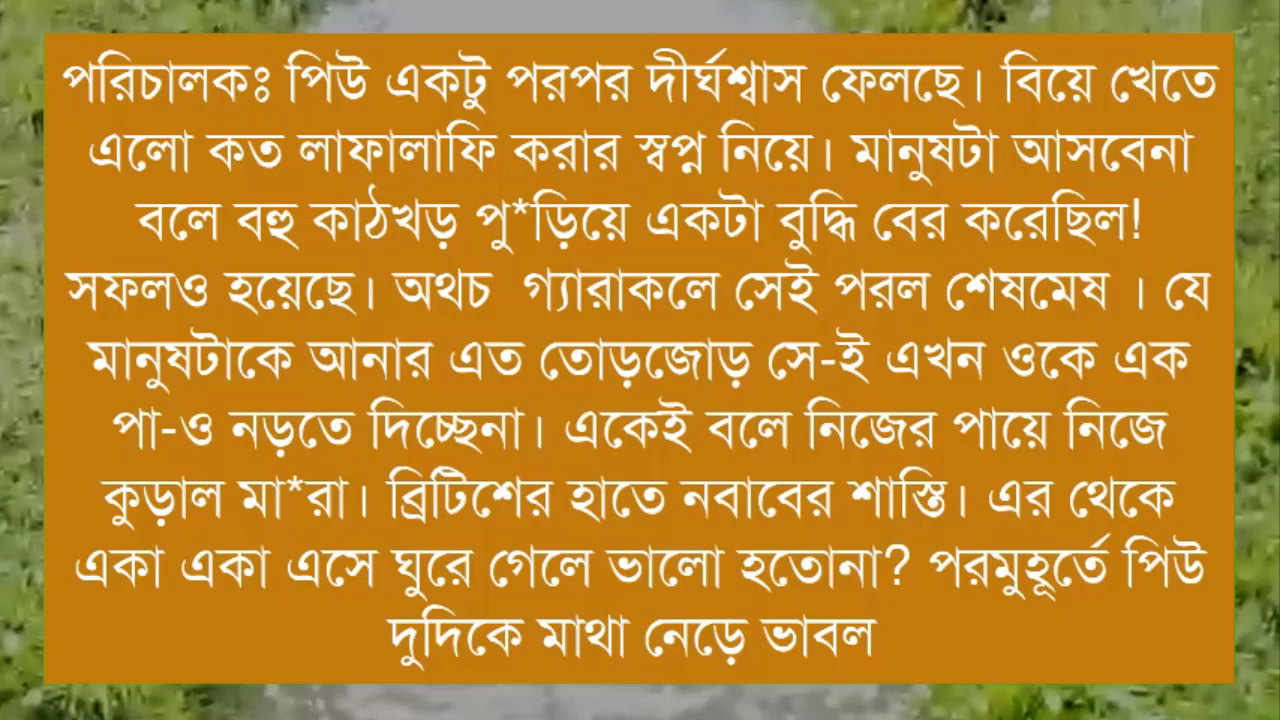 পরিচালকঃ পিউ একটু পরপর দীর্ঘশ্বাস ফেলছে। বিয়ে খেতে
এলো কত লাফালাফি করার স্বপ্ন নিয়ে। মানুষটা আসবেনা
বলে বহু কাঠখড় পু*ড়িয়ে একটা বুদ্ধি বের করেছিল!
সফলও হয়েছে। অথচ  গ্যারাকলে সেই পরল শেষমেষ । যে
মানুষটাকে আনার এত তোড়জোড় সে-ই এখন ওকে এক
পা-ও নড়তে দিচ্ছেনা। একেই বলে নিজের পায়ে নিজে
কুড়াল মা*রা। ব্রিটিশের হাতে নবাবের শাস্তি। এর থেকে
একা একা এসে ঘুরে গেলে ভালো হতোনা? পরমুহূর্তে পিউ
দুদিকে মাথা নেড়ে ভাবল